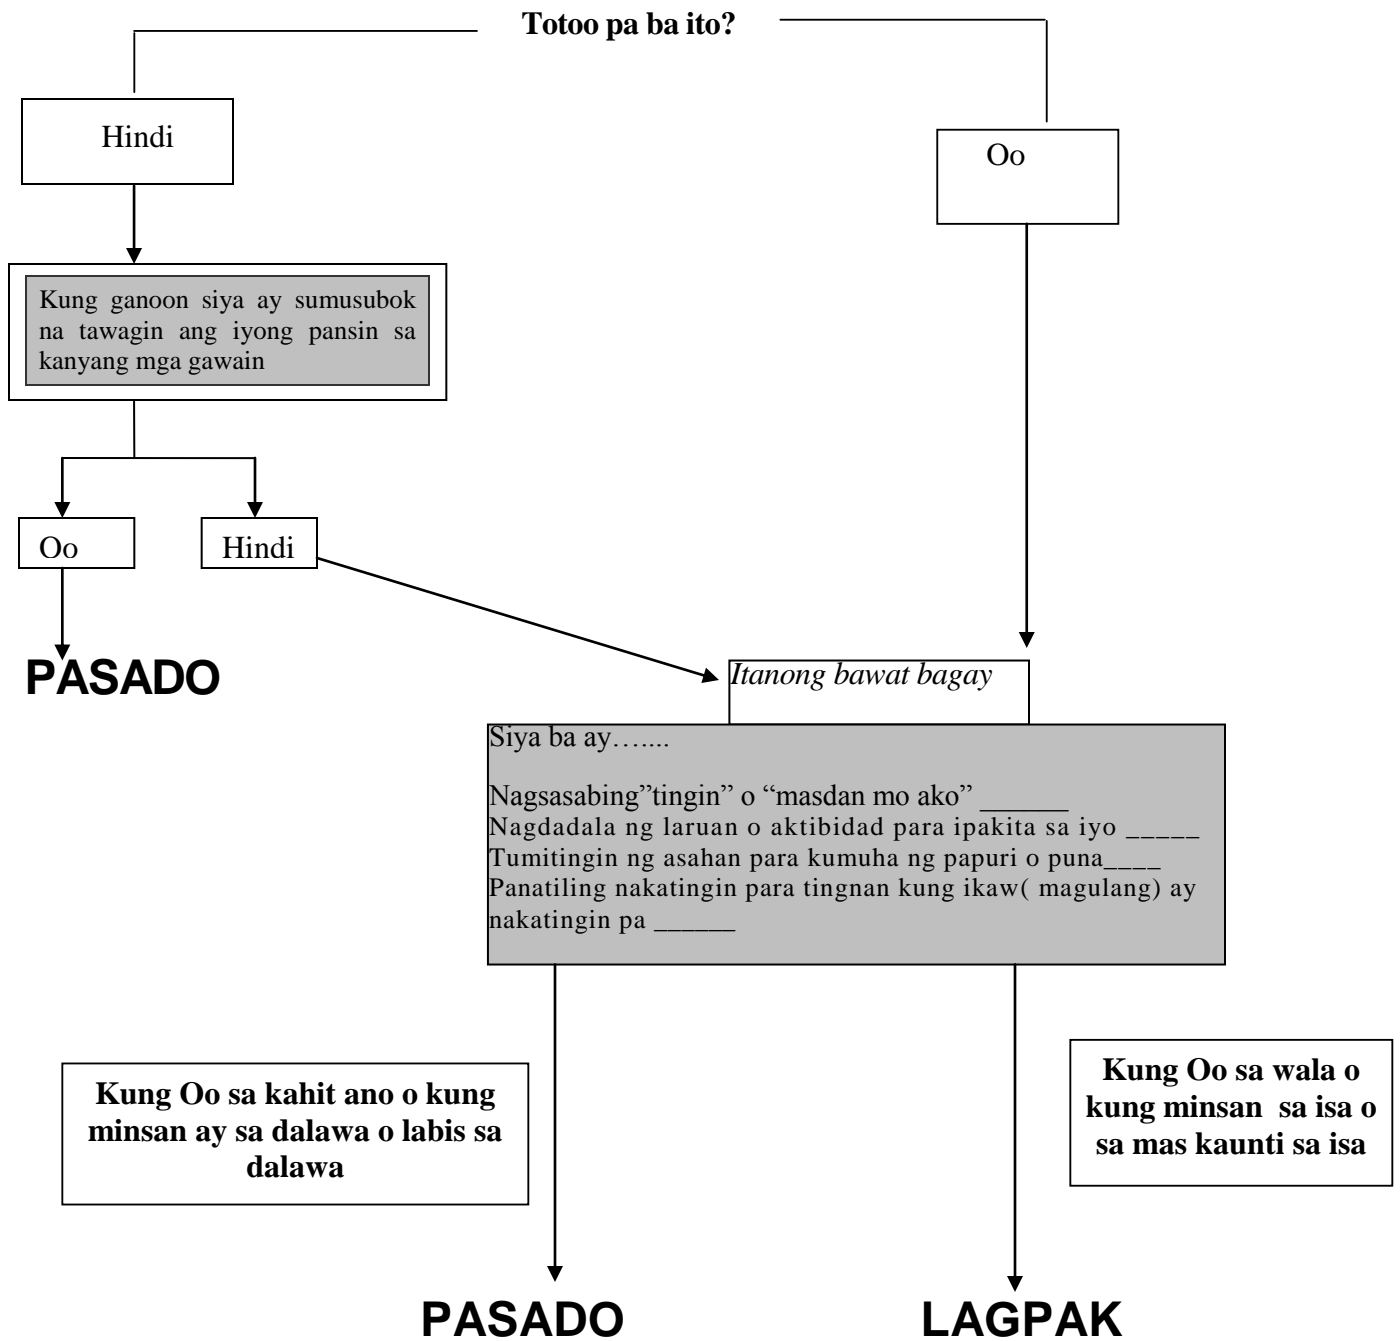 Totoo pa ba ito?
Hindi
Oo
Kung ganoon siya ay sumusubok
na tawagin ang iyong pansin sa
kanyang mga gawain
Oo
Hindi
PASADO
Itanong bawat bagay
Siya ba ay…....
Nagsasabing”tingin” o “masdan mo ako” ______
Nagdadala ng laruan o aktibidad para ipakita sa iyo _____
Tumitingin ng asahan para kumuha ng papuri o puna____
Panatiling nakatingin para tingnan kung ikaw( magulang) ay
nakatingin pa ______
Kung Oo sa kahit ano o kung
minsan ay sa dalawa o labis sa
dalawa
Kung Oo sa wala o
kung minsan  sa isa o
sa mas kaunti sa isa
PASADO
LAGPAK